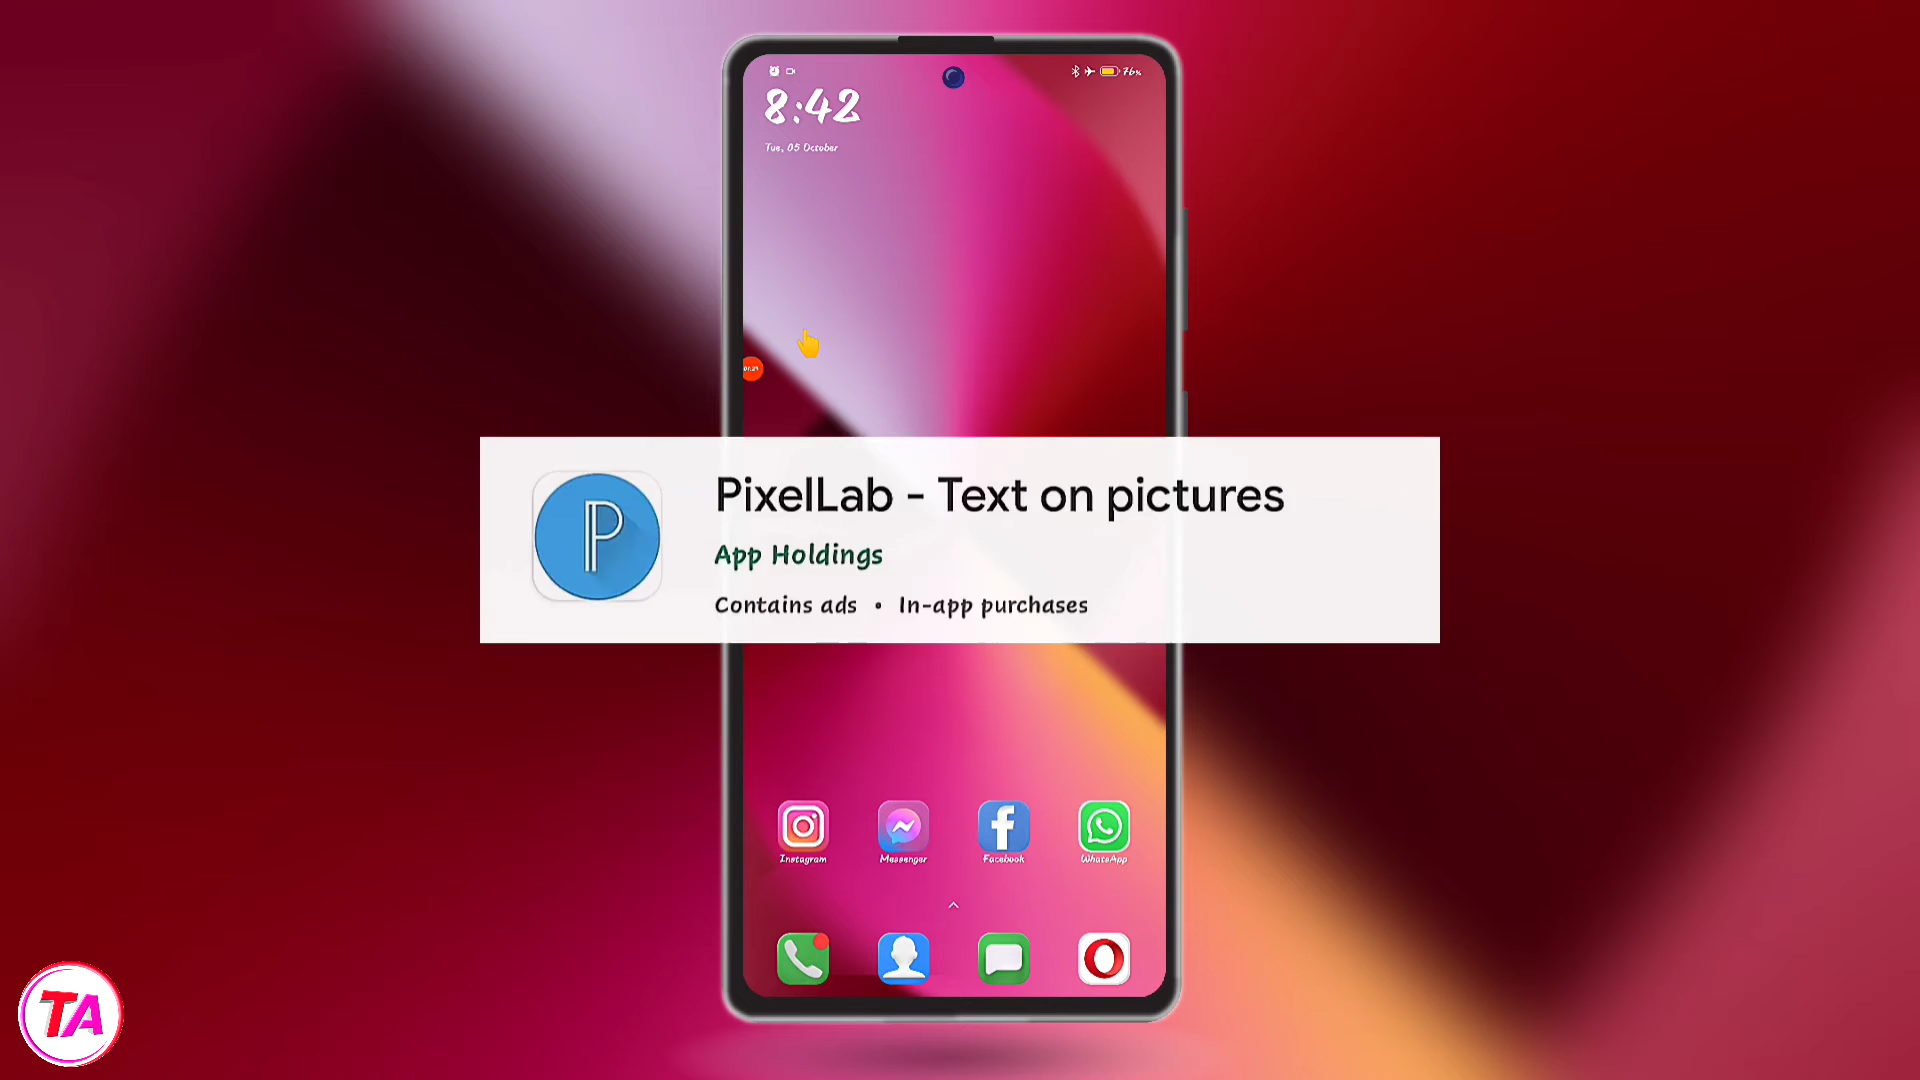 8:42
76%
Tue, 05 October
PixelLab - Text on pictures
App Holdings
Contains ads • In-app purchases
Instagram
Messenger
Facebook
WhatsApp
TA